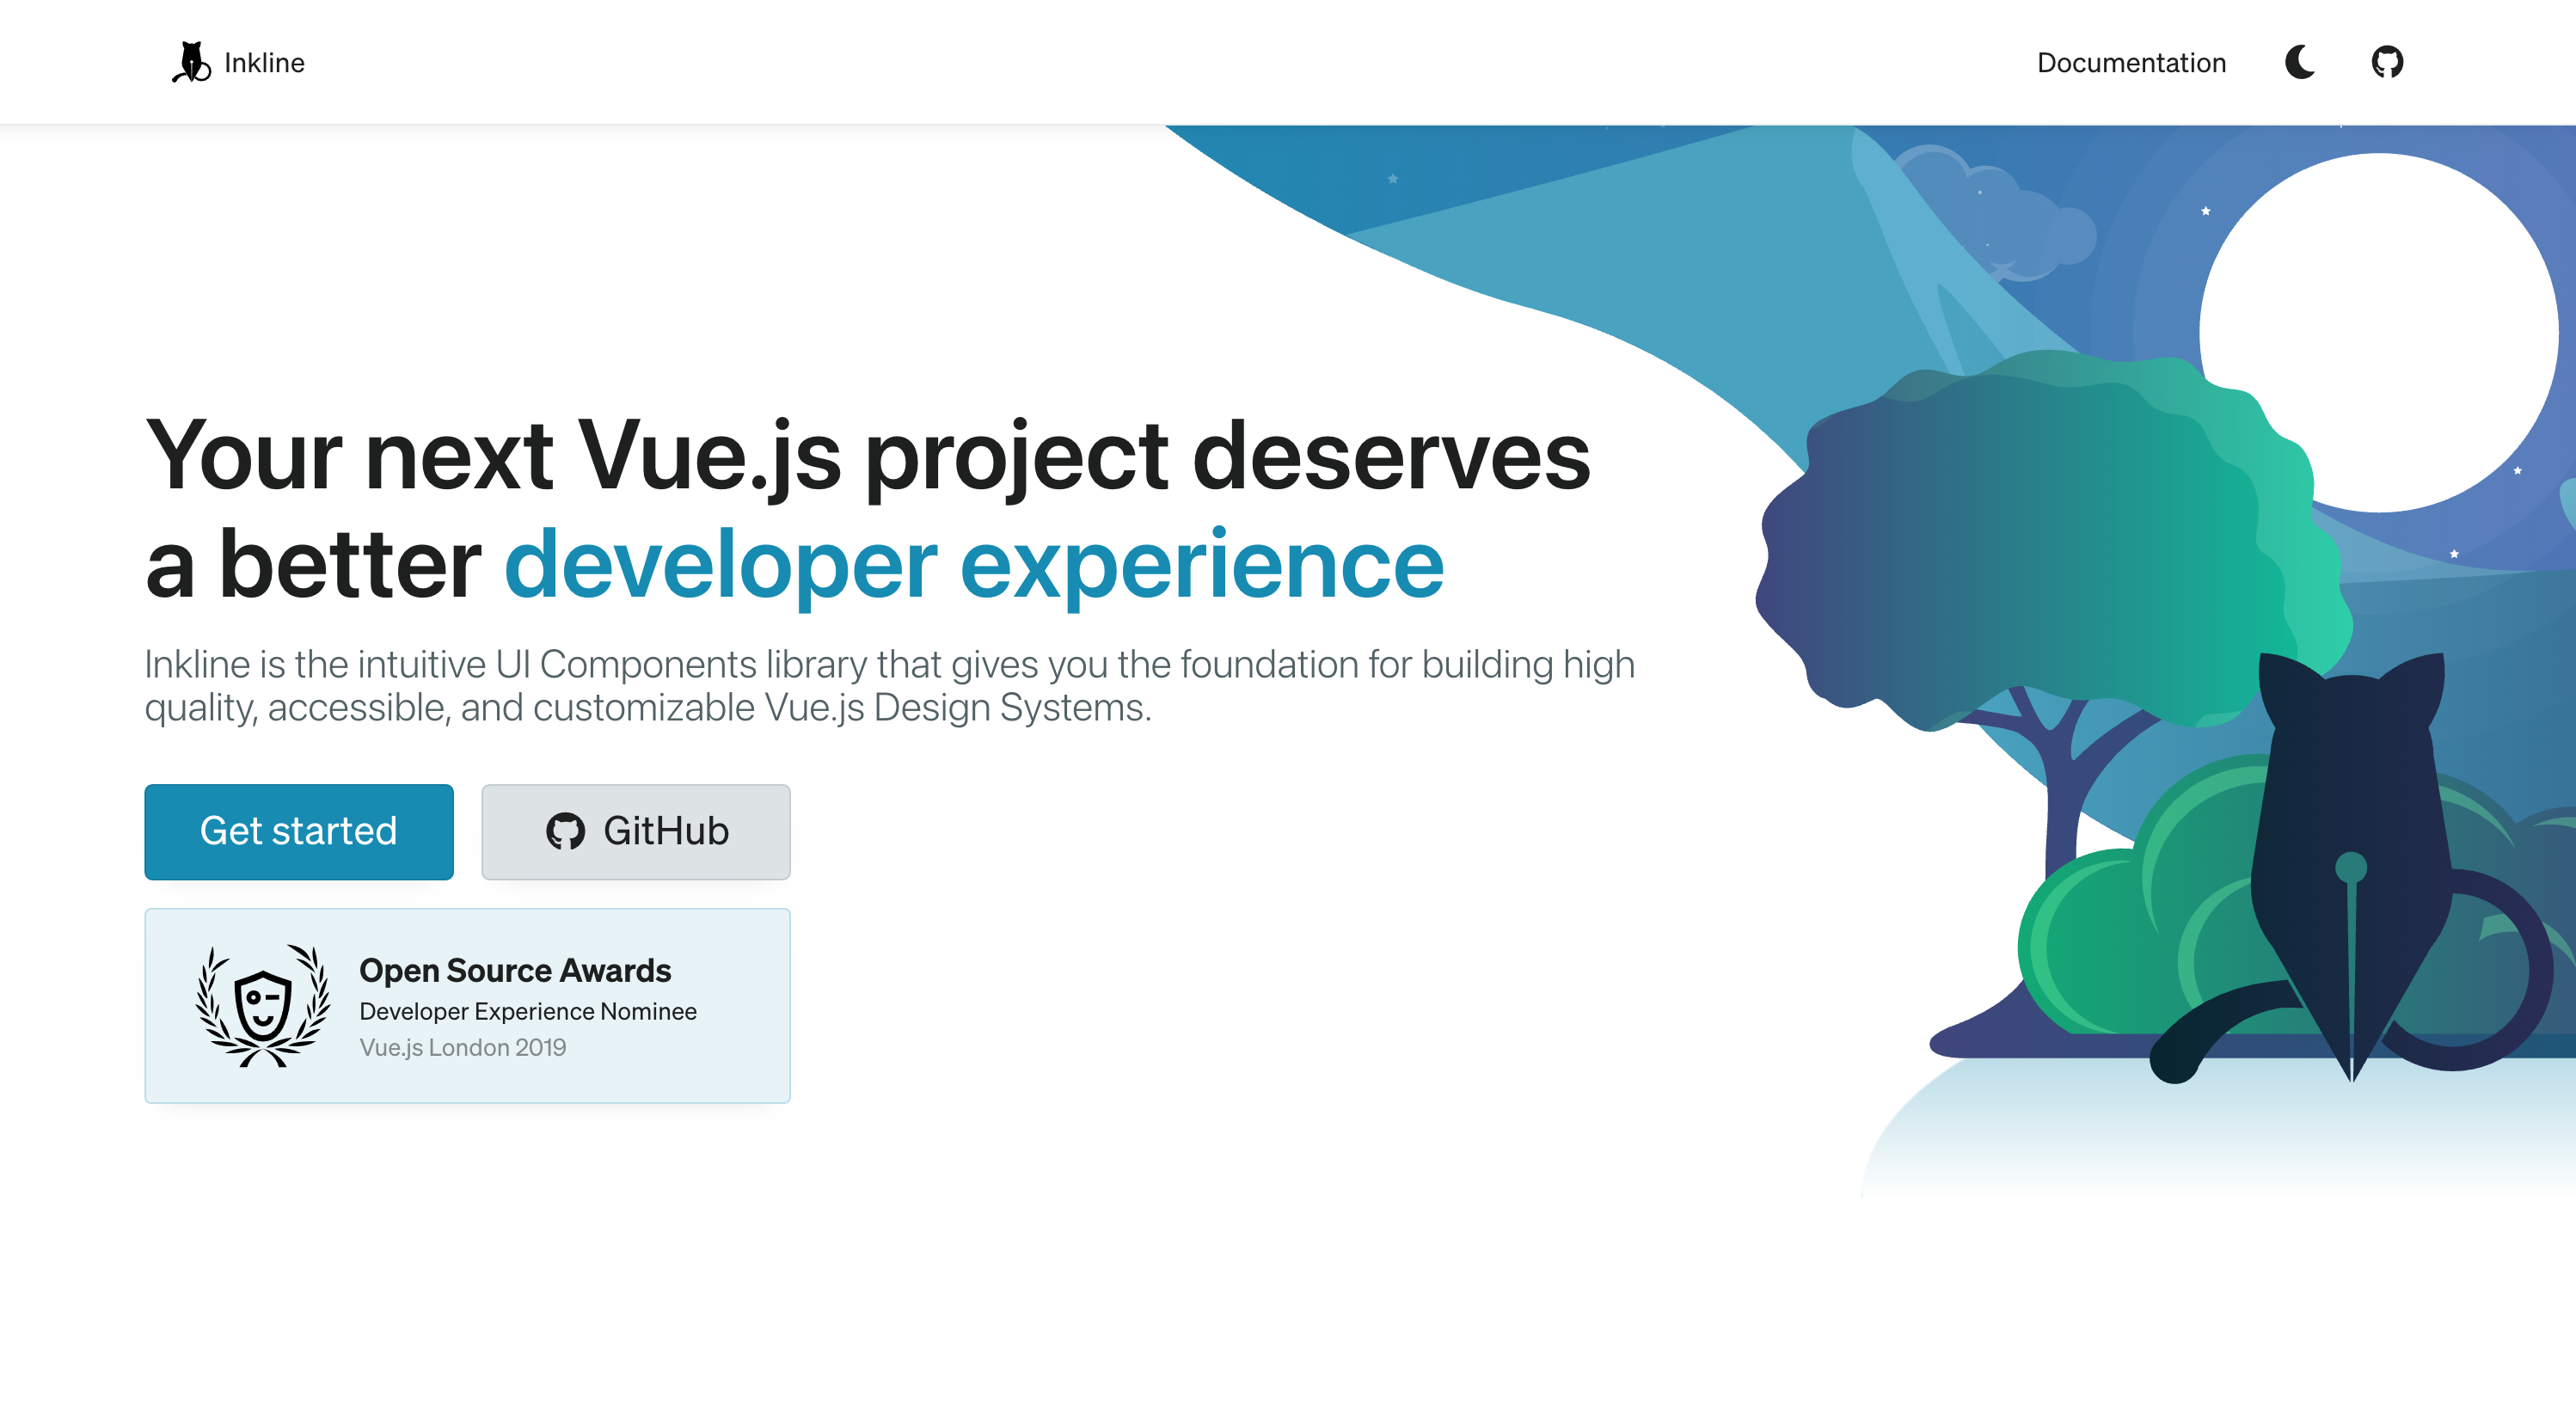 Inkline
Documentation
Your next Vue.js project deserves
a better developer experience
Inkline is the intuitive UI Components library that gives you the foundation for building high
quality, accessible, and customizable Vue.js Design Systems.
Get started
GitHub
Open Source Awards
Developer Experience Nominee
Vue.js London 2019